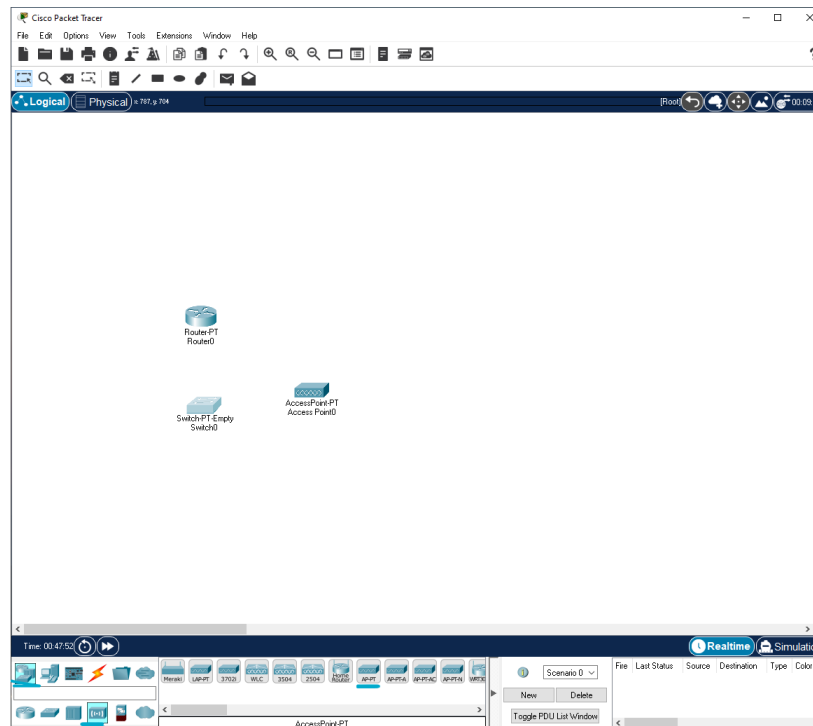 Cisco Packet Tracer
File Edit Options View Tools Extensions Window Help
Logical Physical x: 787, y: 704 [Root] 00:09:
Router-PT
Router0
AccessPoint-PT
Access Point0
Switch-PT-Empty
Switch0
Time: 00:47:52 Realtime Simulatio
Meraki LAP-PT 3702i WLC 3504 2504 Home Router AP-PT AP-PT-A AP-PT-AC AP-PT-N WRT30
Scenario 0 Fire Last Status Source Destination Type Color
New Delete
Toggle PDU List Window
AccessPoint-PT